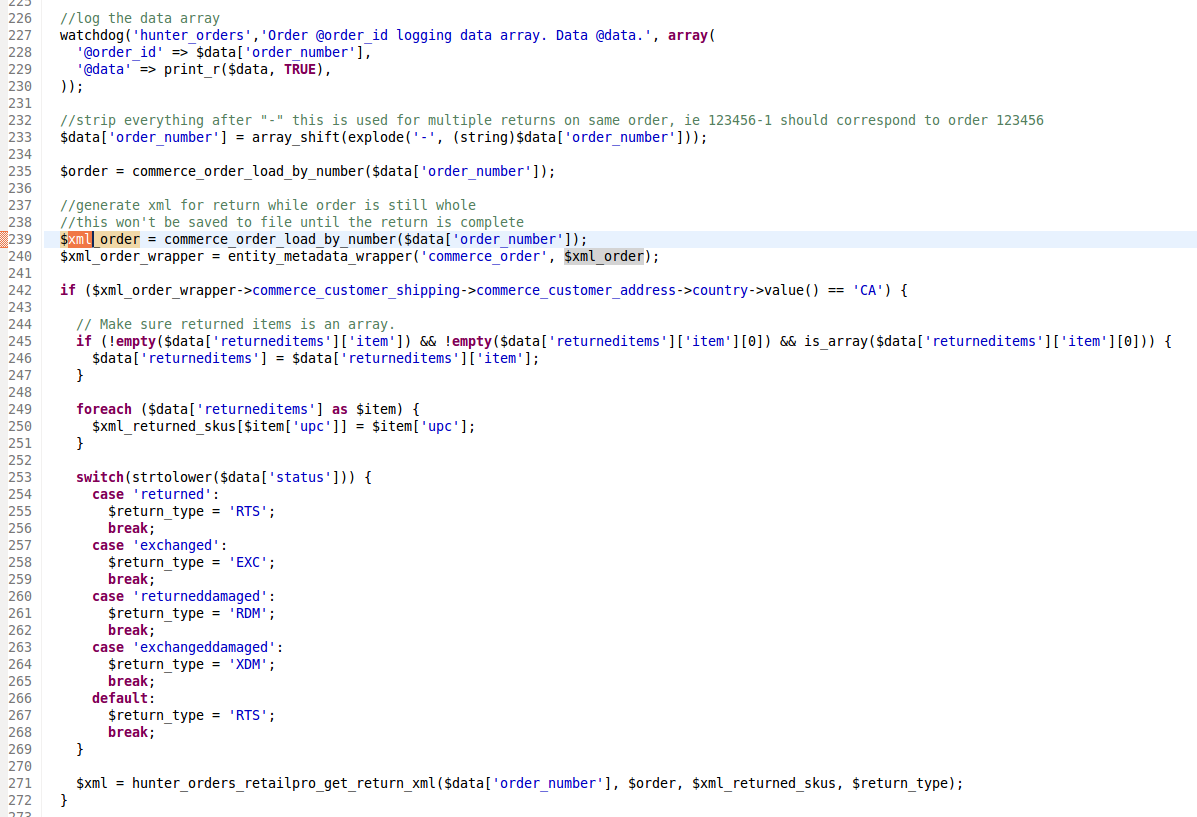 225
226 //log the data array
227 watchdog('hunter_orders','Order @order_id logging data array. Data @data.', array(
228 '@order_id' => $data['order_number'],
229 '@data' => print_r($data, TRUE),
230 ));
231
232 //strip everything after "-" this is used for multiple returns on same order, ie 123456-1 should correspond to order 123456
233 $data['order_number'] = array_shift(explode('-', (string)$data['order_number']));
234
235 $order = commerce_order_load_by_number($data['order_number']);
236
237 //generate xml for return while order is still whole
238 //this won't be saved to file until the return is complete
239 $xml_order = commerce_order_load_by_number($data['order_number']);
240 $xml_order_wrapper = entity_metadata_wrapper('commerce_order', $xml_order);
241
242 if ($xml_order_wrapper->commerce_customer_shipping->commerce_customer_address->country->value() == 'CA') {
243
244 // Make sure returned items is an array.
245 if (!empty($data['returneditems']['item']) && !empty($data['returneditems']['item'][0]) && is_array($data['returneditems']['item'][0])) {
246 $data['returneditems'] = $data['returneditems']['item'];
247 }
248
249 foreach ($data['returneditems'] as $item) {
250 $xml_returned_skus[$item['upc']] = $item['upc'];
251 }
252
253 switch(strtolower($data['status'])) {
254 case 'returned':
255 $return_type = 'RTS';
256 break;
257 case 'exchanged':
258 $return_type = 'EXC';
259 break;
260 case 'returneddamaged':
261 $return_type = 'RDM';
262 break;
263 case 'exchangeddamaged':
264 $return_type = 'XDM';
265 break;
266 default:
267 $return_type = 'RTS';
268 break;
269 }
270
271 $xml = hunter_orders_retailpro_get_return_xml($data['order_number'], $order, $xml_returned_skus, $return_type);
272 }
273